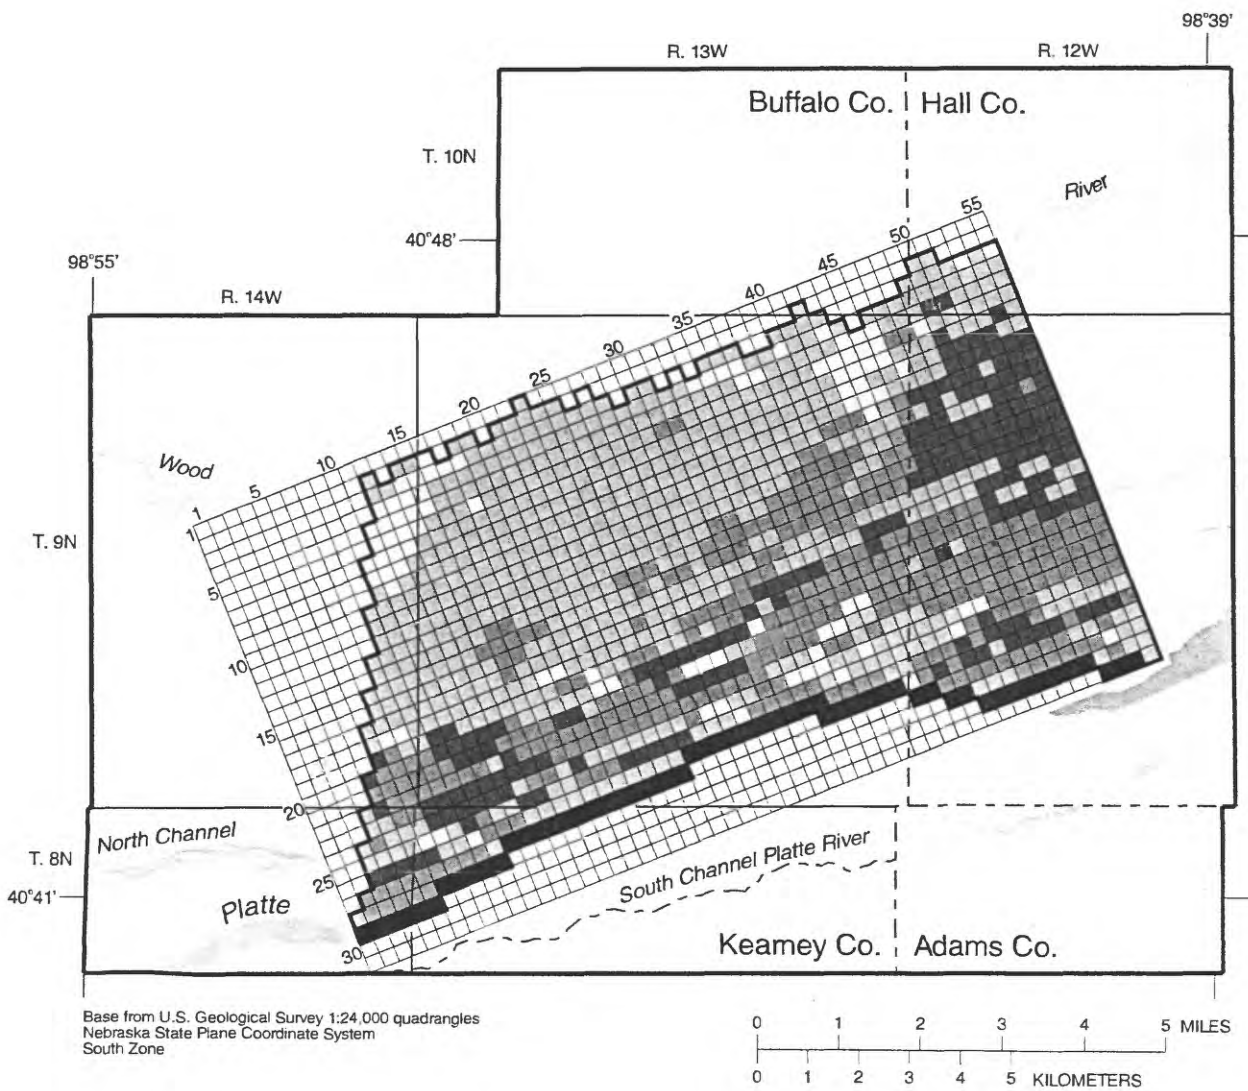 98°39'
R. 13W
R. 12W
Buffalo Co.
Hall Co.
T. 10N
River
40°48'
98°55'
R. 14W
55
50
45
40
35
30
25
20
15
10
5
1
Wood
1
5
10
15
20
25
30
T. 9N
North Channel
T. 8N
40°41'
Platte
South Channel Platte River
Kearney Co.
Adams Co.
Base from U.S. Geological Survey 1:24,000 quadrangles
Nebraska State Plane Coordinate System
South Zone
0 1 2 3 4 5 MILES
0 1 2 3 4 5 KILOMETERS